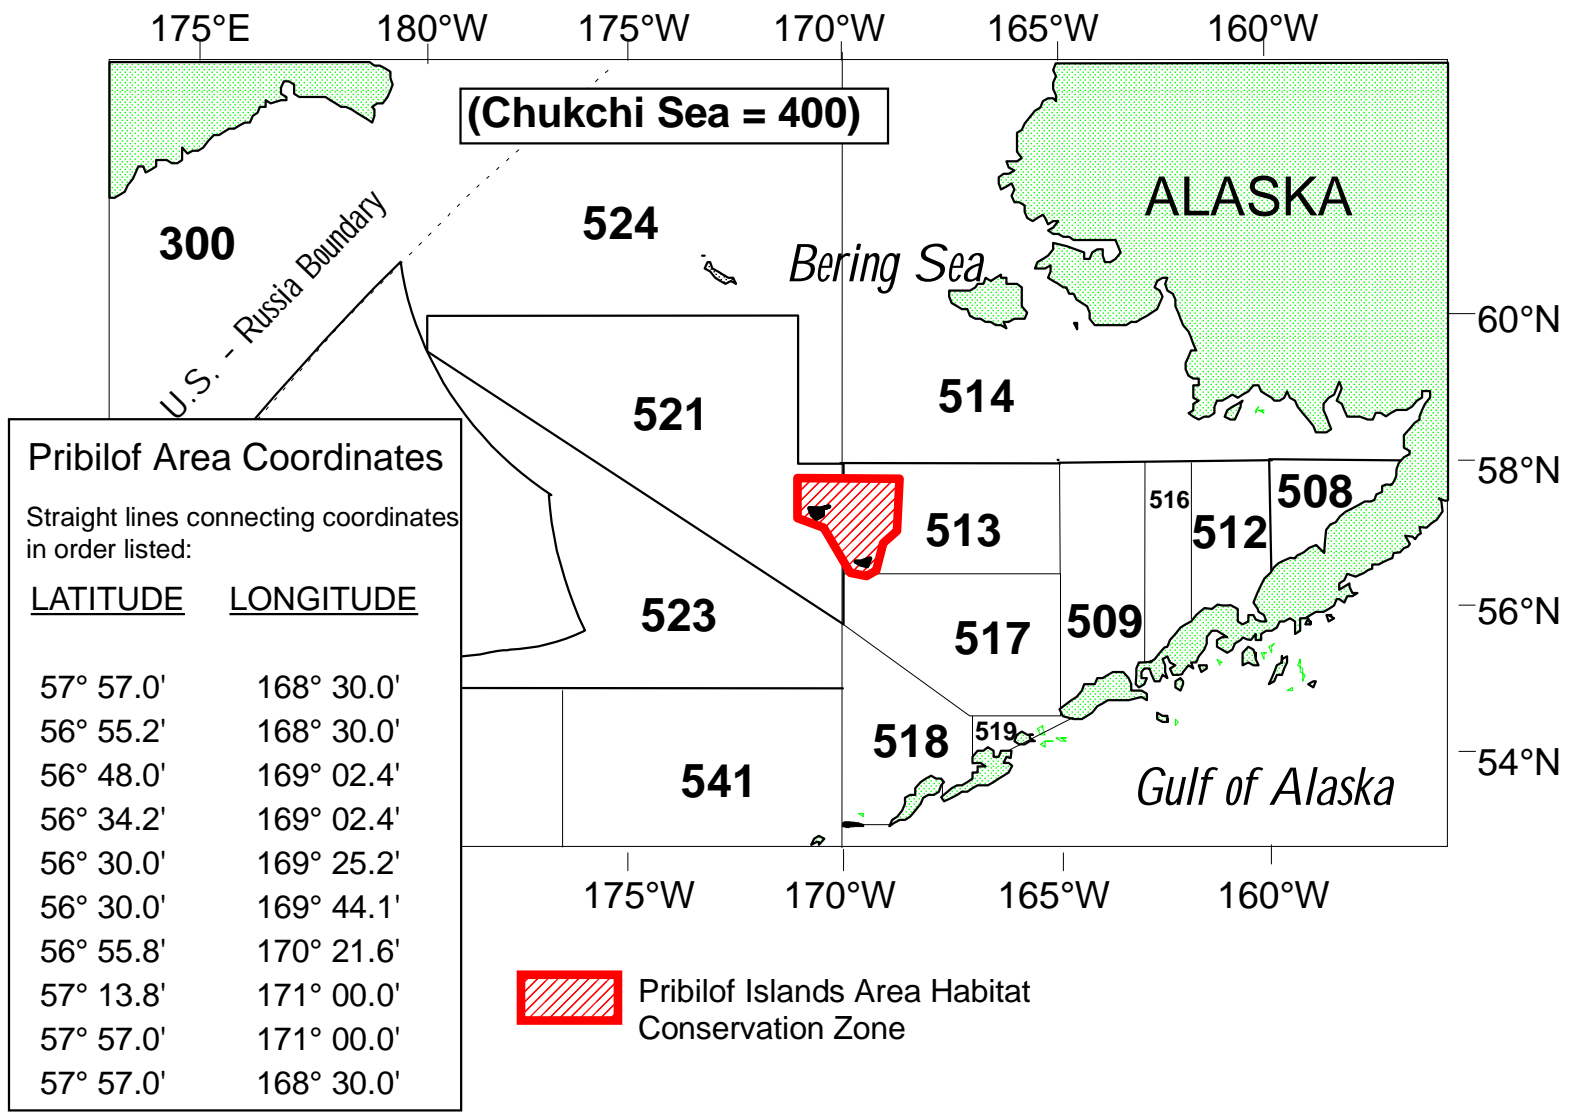 175°E 180°W 175°W 170°W 165°W 160°W
(Chukchi Sea = 400)
ALASKA
300
524
U.S. - Russia Boundary
Bering Sea
60°N
521
514
58°N
508
516
513
512
56°N
523
517
509
518
519
54°N
541
Gulf of Alaska
175°W 170°W 165°W 160°W
Pribilof Area Coordinates
Straight lines connecting coordinates
in order listed:
LATITUDE LONGITUDE
57° 57.0' 168° 30.0'
56° 55.2' 168° 30.0'
56° 48.0' 169° 02.4'
56° 34.2' 169° 02.4'
56° 30.0' 169° 25.2'
56° 30.0' 169° 44.1'
56° 55.8' 170° 21.6'
57° 13.8' 171° 00.0'
57° 57.0' 171° 00.0'
57° 57.0' 168° 30.0'
Pribilof Islands Area Habitat
Conservation Zone